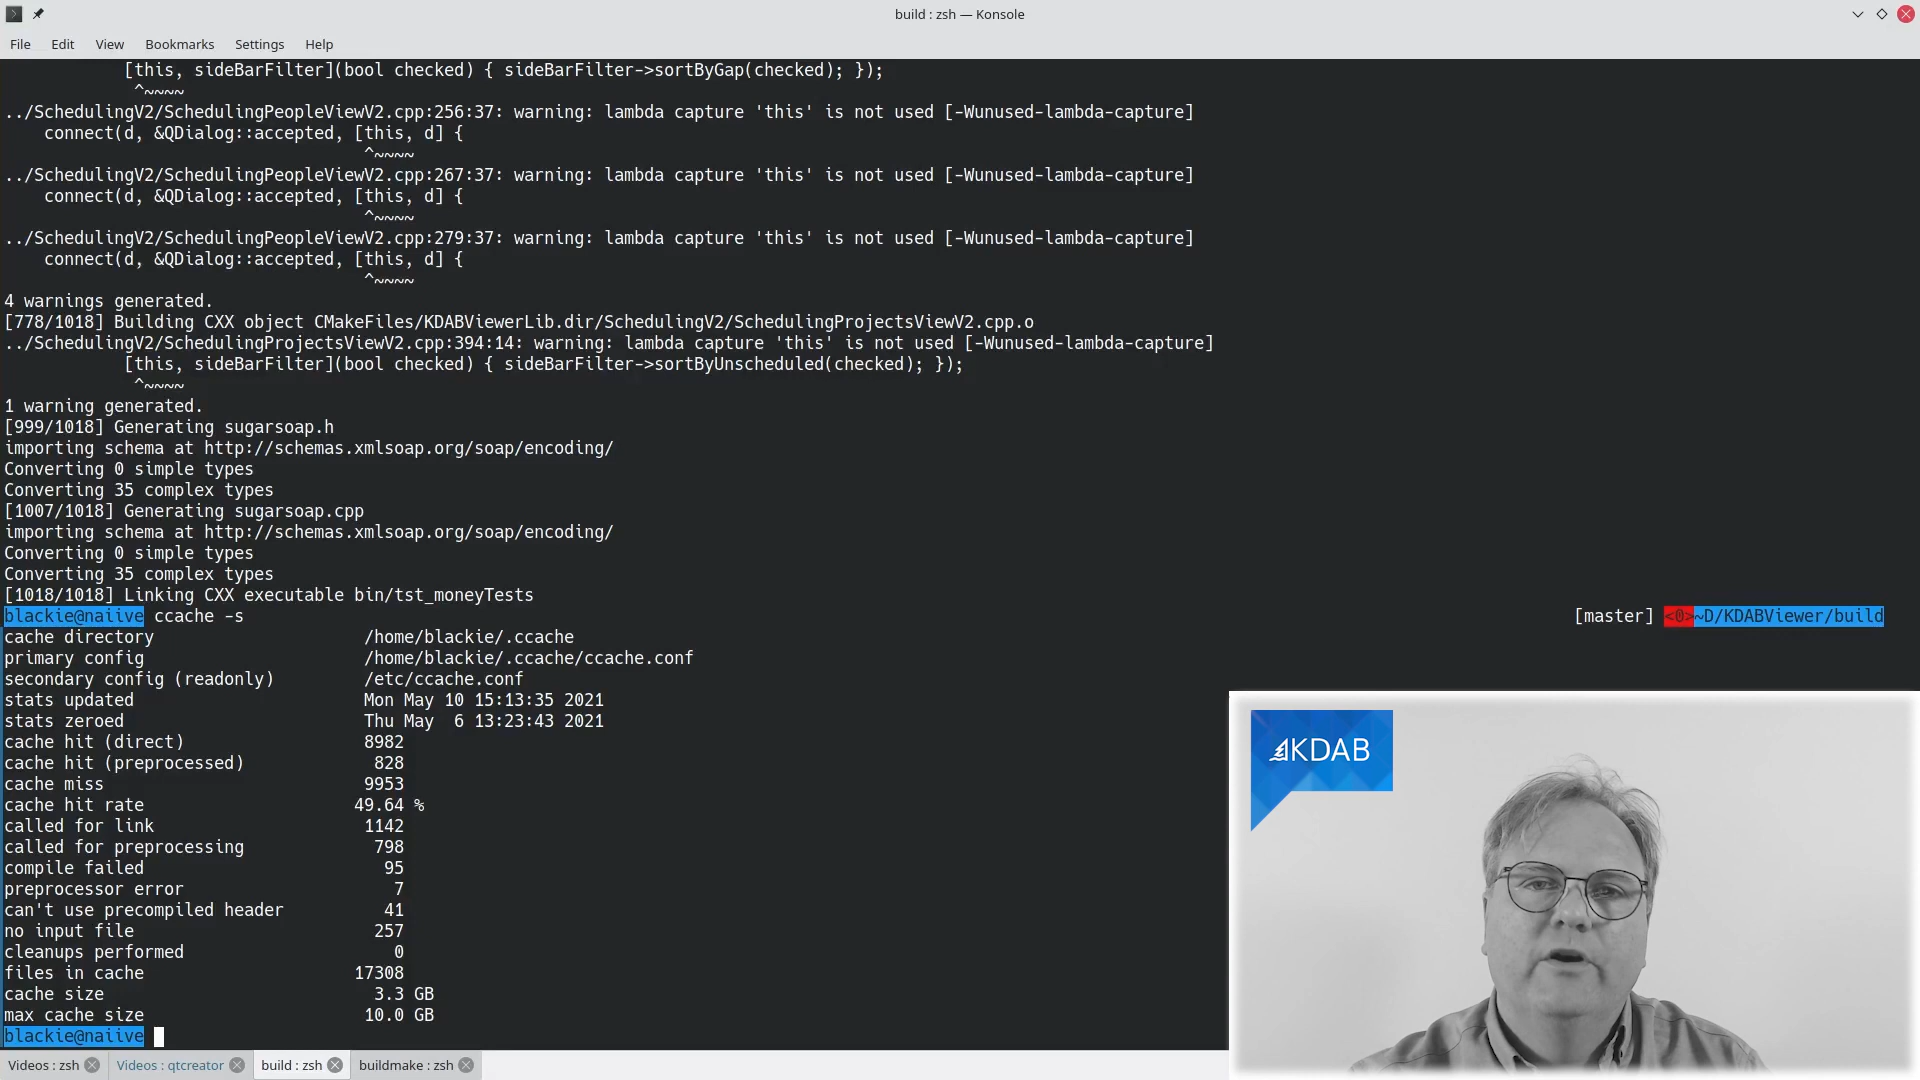 build : zsh — Konsole
File Edit View Bookmarks Settings Help
[this, sideBarFilter](bool checked) { sideBarFilter->sortByGap(checked); });
^~~~~
../SchedulingV2/SchedulingPeopleViewV2.cpp:256:37: warning: lambda capture 'this' is not used [-Wunused-lambda-capture]
connect(d, &QDialog::accepted, [this, d] {
^~~~~
../SchedulingV2/SchedulingPeopleViewV2.cpp:267:37: warning: lambda capture 'this' is not used [-Wunused-lambda-capture]
connect(d, &QDialog::accepted, [this, d] {
^~~~~
../SchedulingV2/SchedulingPeopleViewV2.cpp:279:37: warning: lambda capture 'this' is not used [-Wunused-lambda-capture]
connect(d, &QDialog::accepted, [this, d] {
^~~~~
4 warnings generated.
[778/1018] Building CXX object CMakeFiles/KDABViewerLib.dir/SchedulingV2/SchedulingProjectsViewV2.cpp.o
../SchedulingV2/SchedulingProjectsViewV2.cpp:394:14: warning: lambda capture 'this' is not used [-Wunused-lambda-capture]
[this, sideBarFilter](bool checked) { sideBarFilter->sortByUnscheduled(checked); });
^~~~~
1 warning generated.
[999/1018] Generating sugarsoap.h
importing schema at http://schemas.xmlsoap.org/soap/encoding/
Converting 0 simple types
Converting 35 complex types
[1007/1018] Generating sugarsoap.cpp
importing schema at http://schemas.xmlsoap.org/soap/encoding/
Converting 0 simple types
Converting 35 complex types
[1018/1018] Linking CXX executable bin/tst_moneyTests
blackie@naiive ccache -s [master] <0>~D/KDABViewer/build
cache directory /home/blackie/.ccache
primary config /home/blackie/.ccache/ccache.conf
secondary config (readonly) /etc/ccache.conf
stats updated Mon May 10 15:13:35 2021
stats zeroed Thu May  6 13:23:43 2021
cache hit (direct) 8982
cache hit (preprocessed) 828
cache miss 9953
cache hit rate 49.64 %
called for link 1142
called for preprocessing 798
compile failed 95
preprocessor error 7
can't use precompiled header 41
no input file 257
cleanups performed 0
files in cache 17308
cache size 3.3 GB
max cache size 10.0 GB
blackie@naiive
KDAB
Videos : zsh Videos : qtcreator build : zsh buildmake : zsh